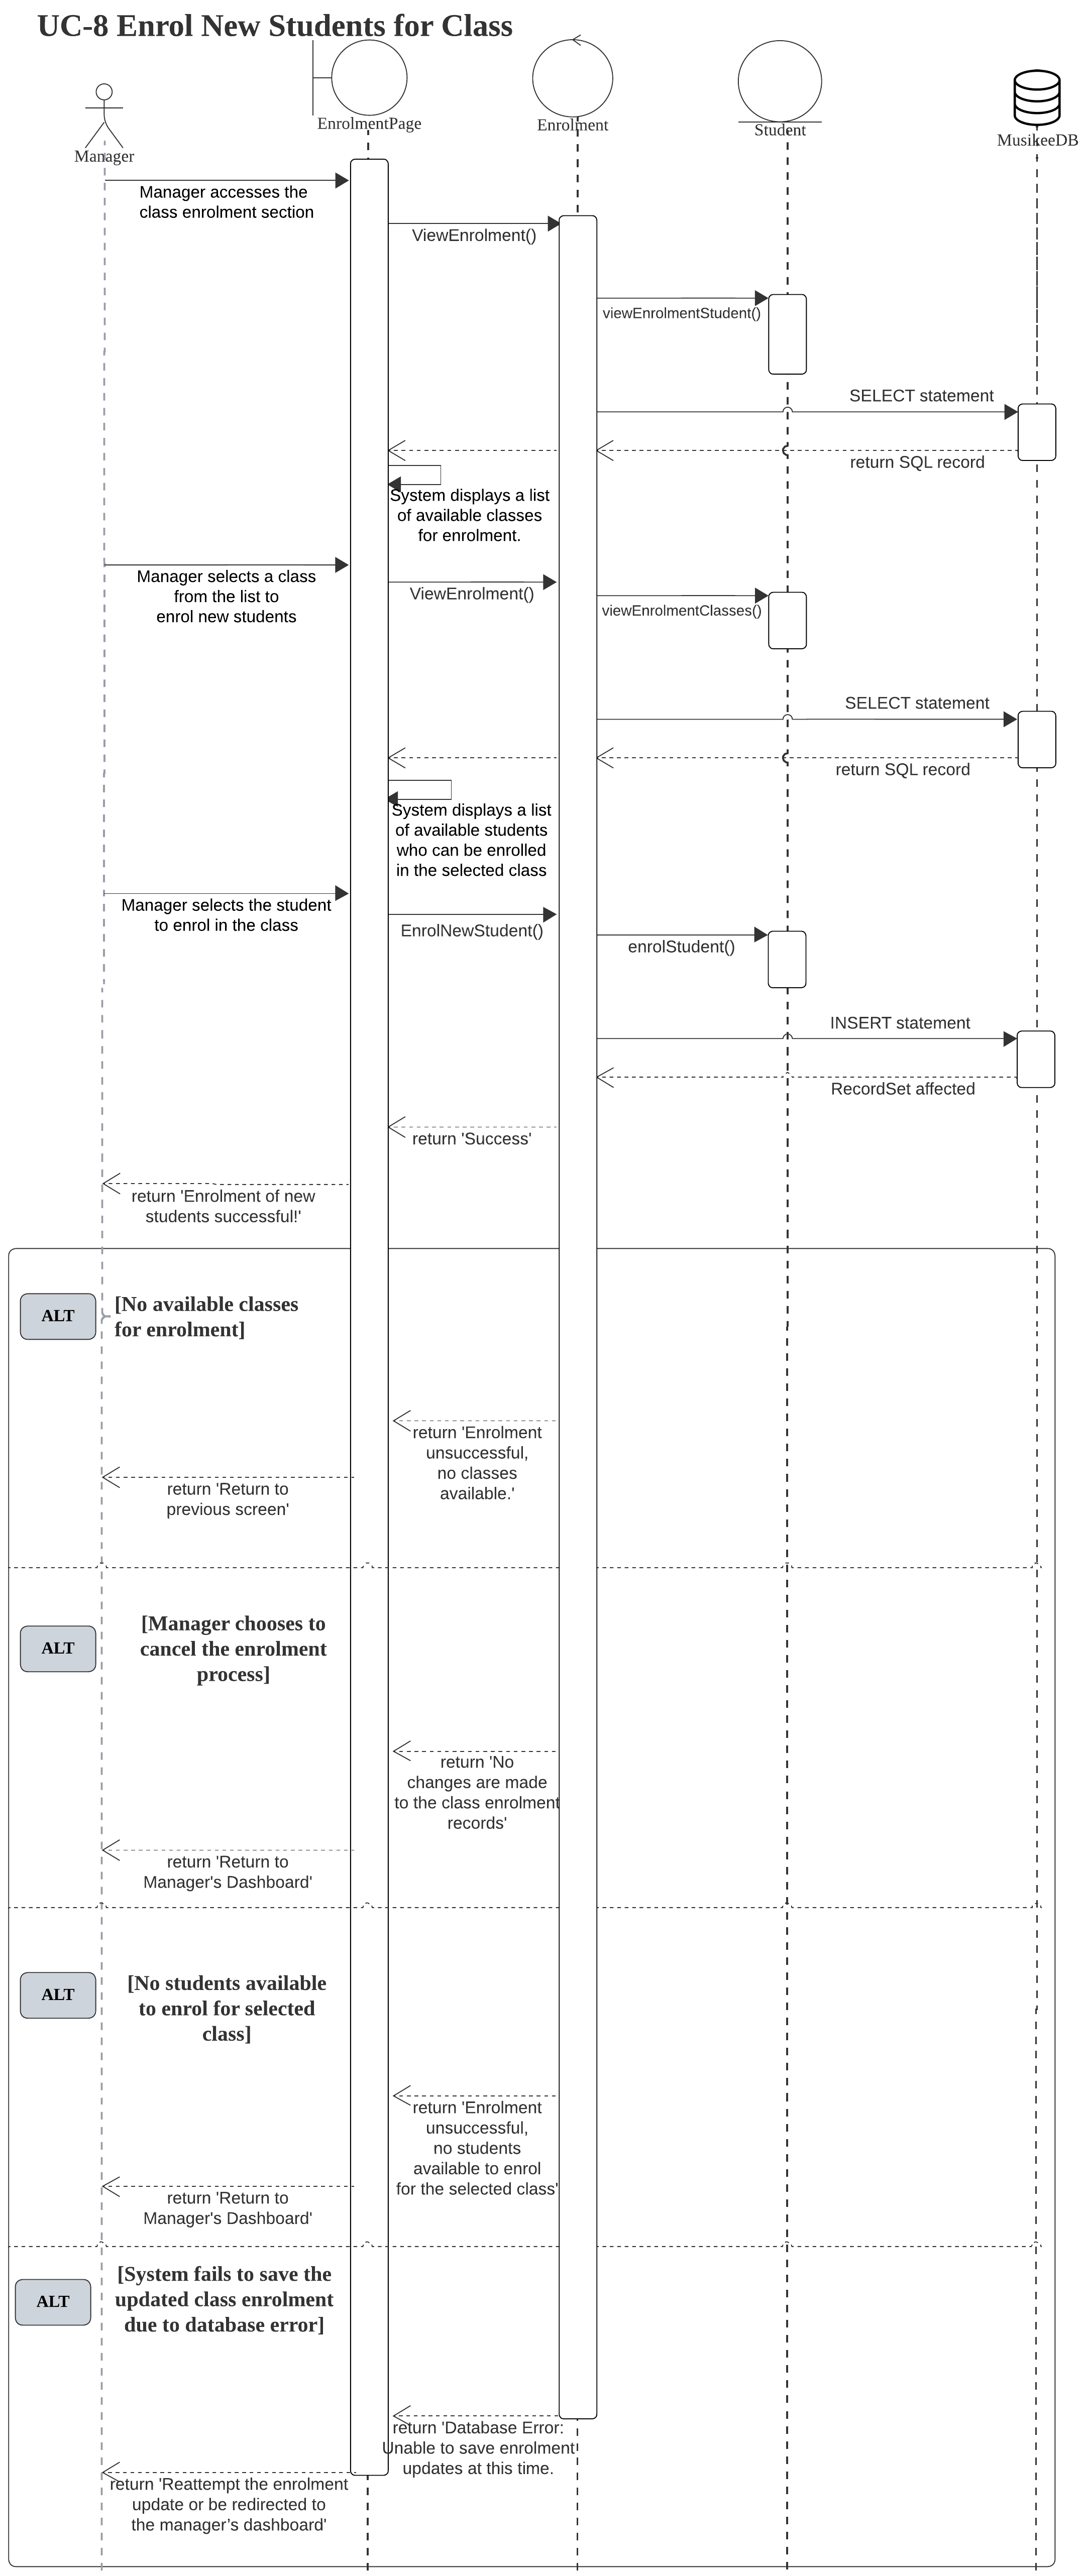 UC-8 Enrol New Students for Class
Manager
EnrolmentPage
Enrolment
Student
MusikeeDB
Manager accesses the
class enrolment section
ViewEnrolment()
viewEnrolmentStudent()
SELECT statement
return SQL record
System displays a list
of available classes
for enrolment.
Manager selects a class
from the list to
enrol new students
ViewEnrolment()
viewEnrolmentClasses()
SELECT statement
return SQL record
System displays a list
of available students
who can be enrolled
in the selected class
Manager selects the student
to enrol in the class
EnrolNewStudent()
enrolStudent()
INSERT statement
RecordSet affected
return 'Success'
return 'Enrolment of new
students successful!'
ALT
[No available classes
for enrolment]
return 'Enrolment
unsuccessful,
no classes
available.'
return 'Return to
previous screen'
ALT
[Manager chooses to
cancel the enrolment
process]
return 'No
changes are made
to the class enrolment
records'
return 'Return to
Manager's Dashboard'
ALT
[No students available
to enrol for selected
class]
return 'Enrolment
unsuccessful,
no students
available to enrol
for the selected class'
return 'Return to
Manager's Dashboard'
ALT
[System fails to save the
updated class enrolment
due to database error]
return 'Database Error:
Unable to save enrolment
updates at this time.
return 'Reattempt the enrolment
update or be redirected to
the manager’s dashboard'